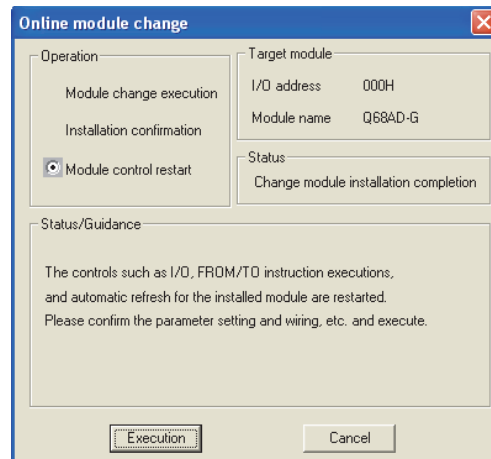 Online module change
Operation
Module change execution
Installation confirmation
Module control restart
Target module
I/O address 000H
Module name Q68AD-G
Status
Change module installation completion
Status/Guidance
The controls such as I/O, FROM/TO instruction executions,
and automatic refresh for the installed module are restarted.
Please confirm the parameter setting and wiring, etc. and execute.
Execution
Cancel